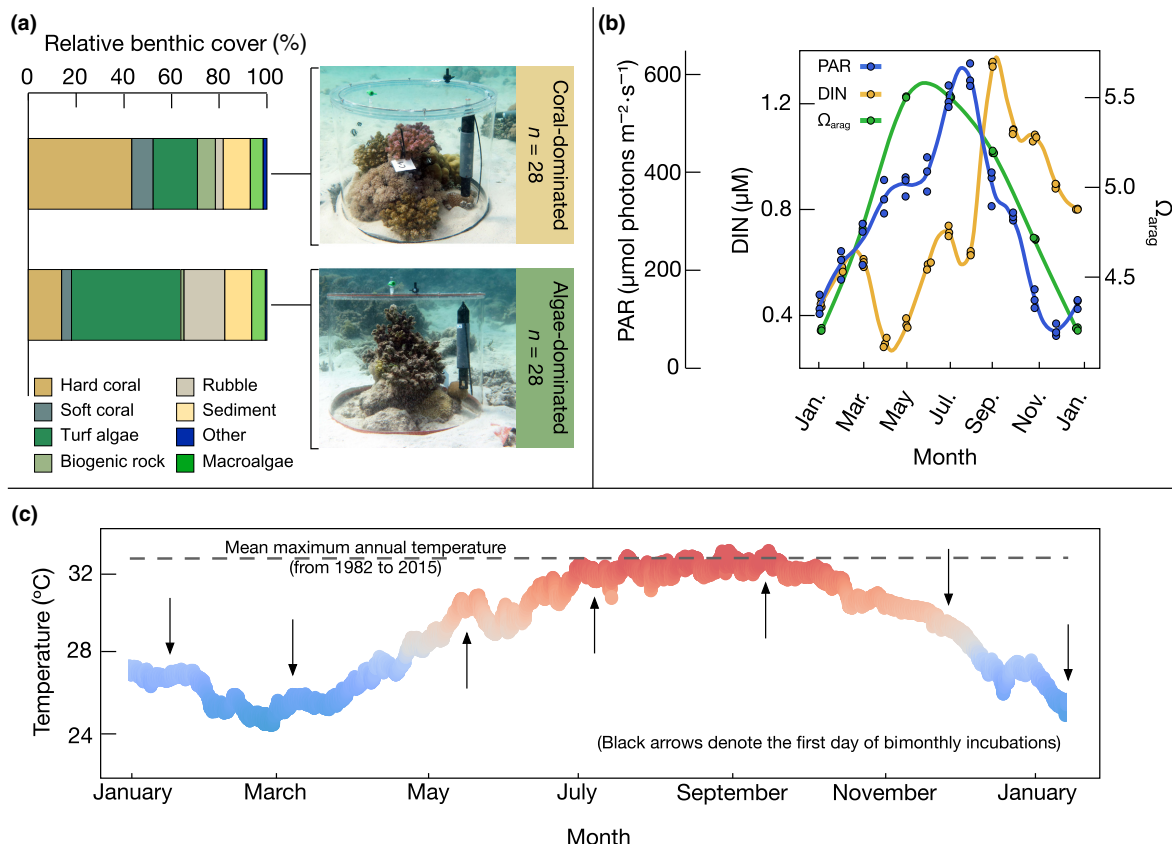 (a)
Relative benthic cover (%)
0 20 40 60 80 100
Coral-dominated
n = 28
Algae-dominated
n = 28
Hard coral
Soft coral
Turf algae
Biogenic rock
Rubble
Sediment
Other
Macroalgae
(b)
PAR (μmol photons m⁻²·s⁻¹)
600
400
200
0
DIN (μM)
1.2
0.8
0.4
PAR
DIN
Ωarag
5.5
5.0
4.5
Ωarag
Jan. Mar. May Jul. Sep. Nov. Jan.
Month
(c)
Temperature (°C)
32
28
24
Mean maximum annual temperature
(from 1982 to 2015)
(Black arrows denote the first day of bimonthly incubations)
January March May July September November January
Month